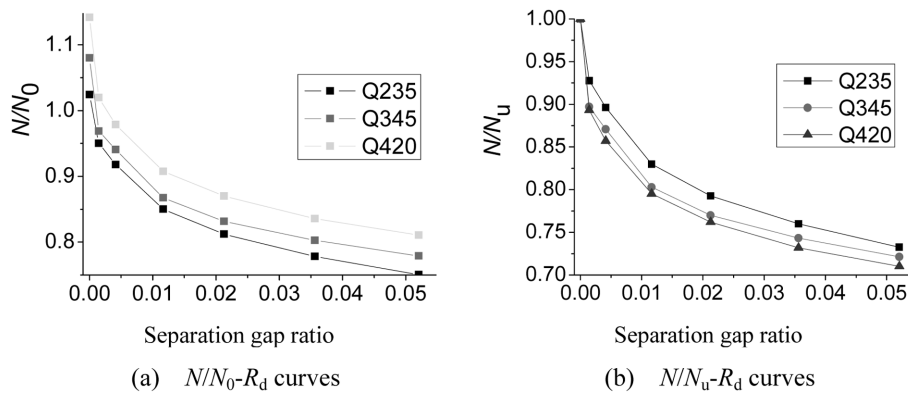 1.1
1.0
0.9
0.8
N/N0
Q235
Q345
Q420
0.00 0.01 0.02 0.03 0.04 0.05
Separation gap ratio
(a) N/N0-Rd curves
1.00
0.95
0.90
0.85
0.80
0.75
0.70
N/Nu
Q235
Q345
Q420
0.00 0.01 0.02 0.03 0.04 0.05
Separation gap ratio
(b) N/Nu-Rd curves